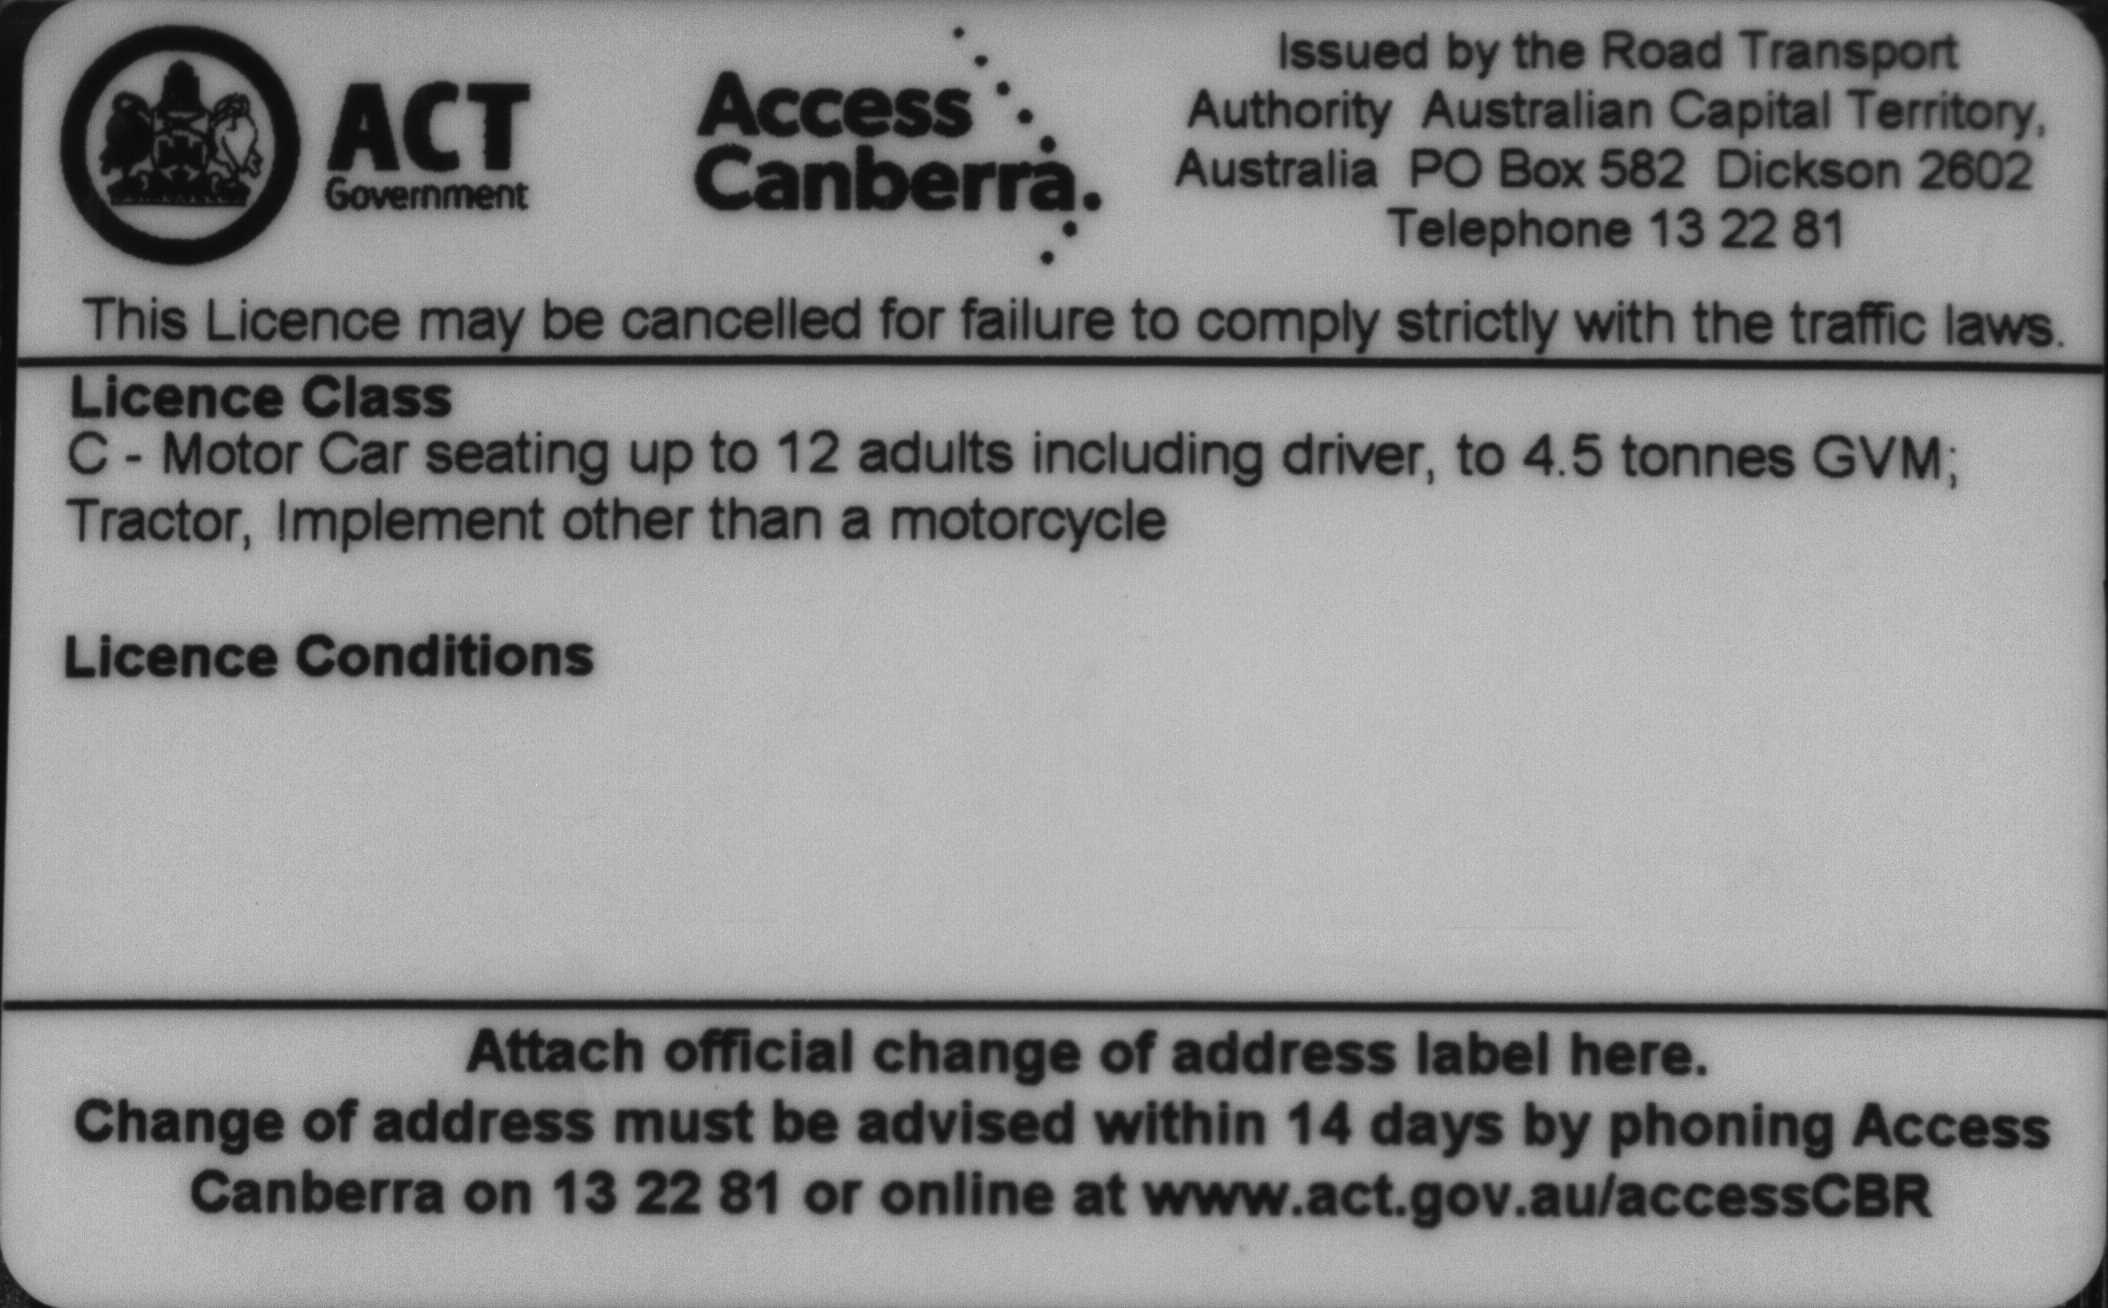 ACT
Government
Access
Canberra.
Issued by the Road Transport
Authority Australian Capital Territory,
Australia PO Box 582 Dickson 2602
Telephone 13 22 81
This Licence may be cancelled for failure to comply strictly with the traffic laws.
Licence Class
C - Motor Car seating up to 12 adults including driver, to 4.5 tonnes GVM;
Tractor, Implement other than a motorcycle
Licence Conditions
Attach official change of address label here.
Change of address must be advised within 14 days by phoning Access
Canberra on 13 22 81 or online at www.act.gov.au/accessCBR